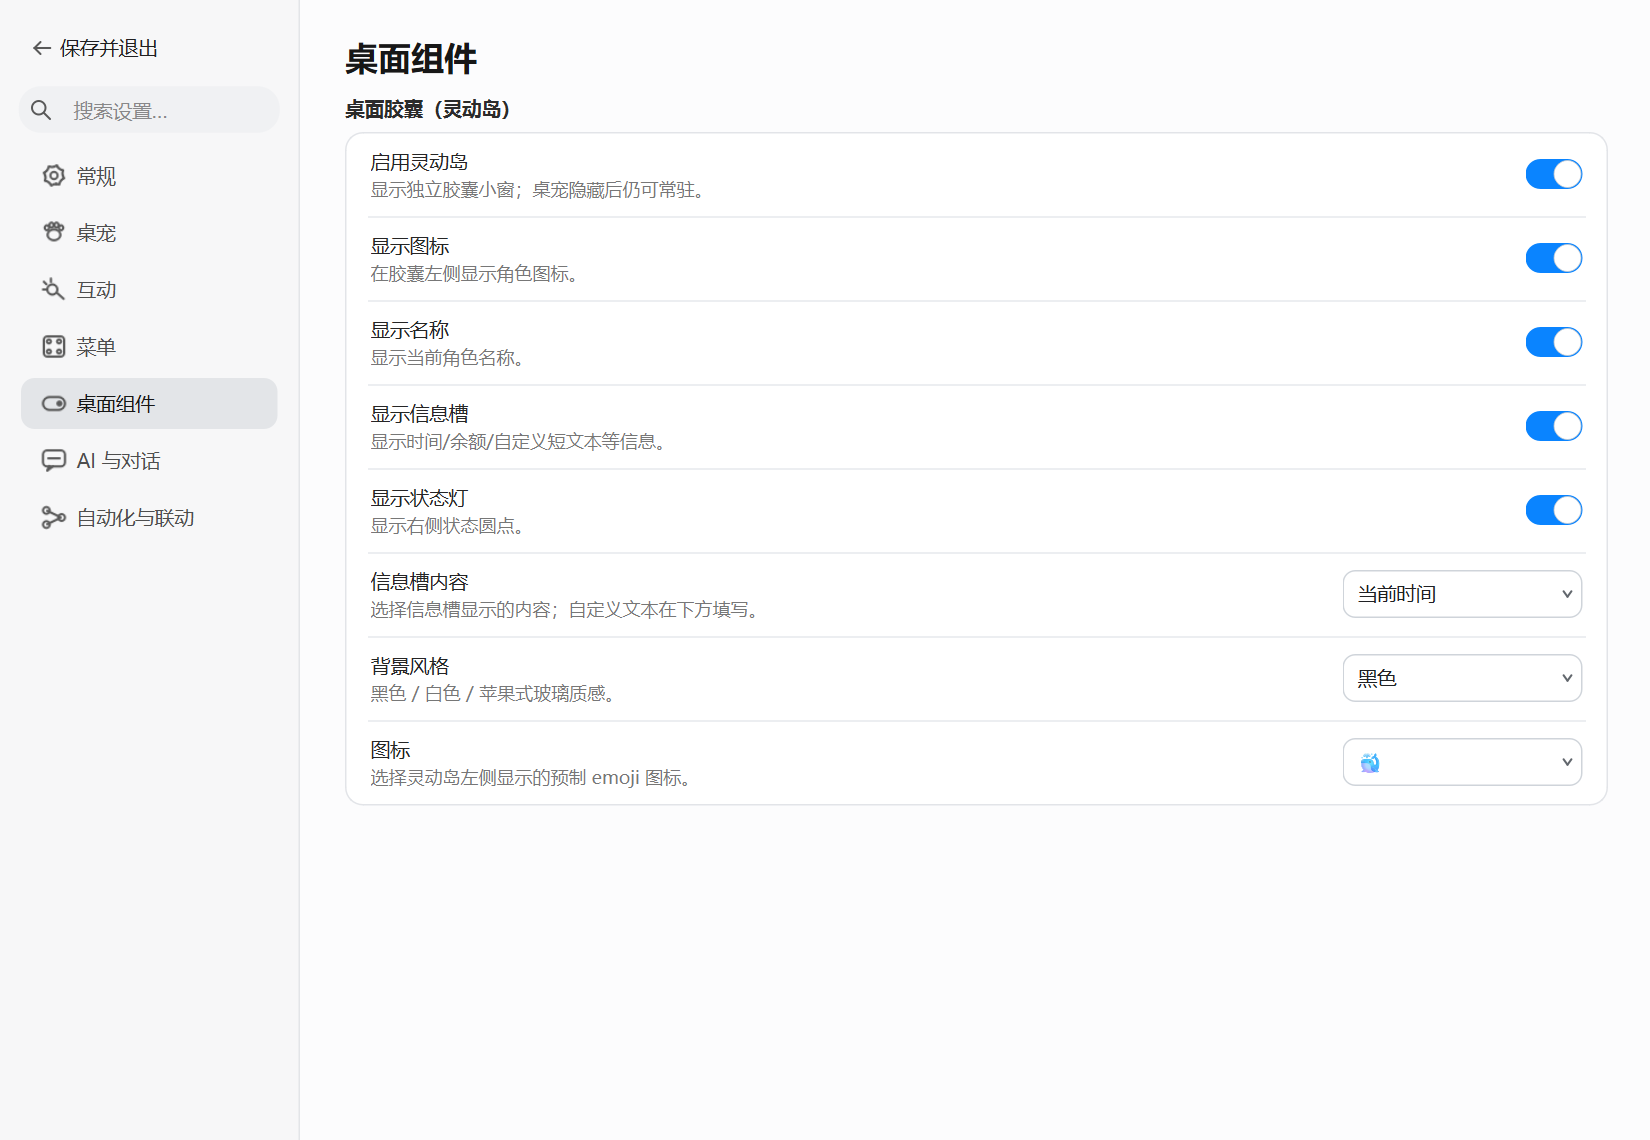 保存并退出
搜索设置...
常规
桌宠
互动
菜单
桌面组件
AI 与对话
自动化与联动
桌面组件
桌面胶囊（灵动岛）
启用灵动岛
显示独立胶囊小窗；桌宠隐藏后仍可常驻。
显示图标
在胶囊左侧显示角色图标。
显示名称
显示当前角色名称。
显示信息槽
显示时间/余额/自定义短文本等信息。
显示状态灯
显示右侧状态圆点。
信息槽内容
选择信息槽显示的内容；自定义文本在下方填写。
当前时间
背景风格
黑色 / 白色 / 苹果式玻璃质感。
黑色
图标
选择灵动岛左侧显示的预制 emoji 图标。